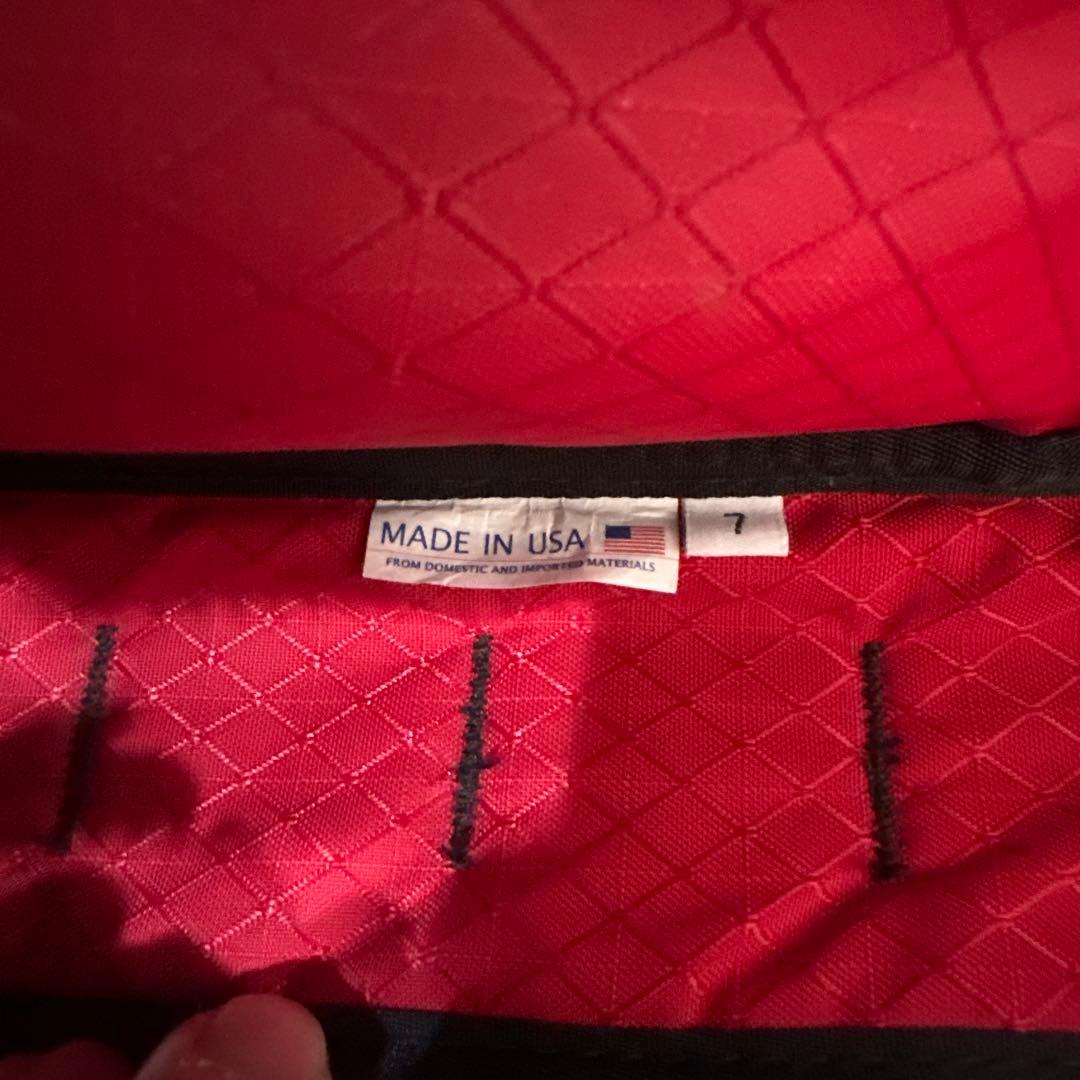 MADE IN USA
FROM DOMESTIC AND IMPORTED MATERIALS
7